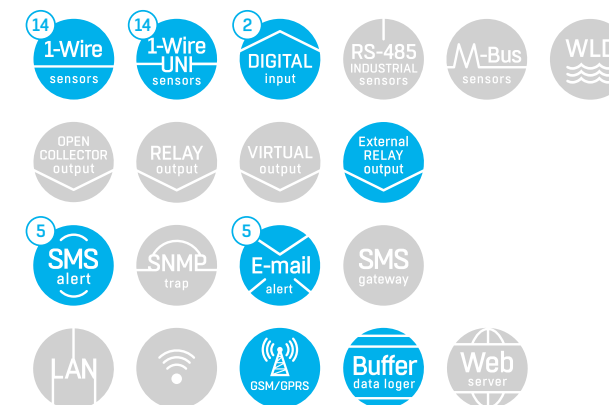 14
1-Wire
sensors
14
1-Wire
UNI
sensors
2
DIGITAL
input
RS-485
INDUSTRIAL
sensors
M-Bus
sensors
WLD
OPEN
COLLECTOR
output
RELAY
output
VIRTUAL
output
External
RELAY
output
5
SMS
alert
SNMP
trap
5
E-mail
alert
SMS
gateway
LAN
GSM/GPRS
Buffer
data loger
Web
server